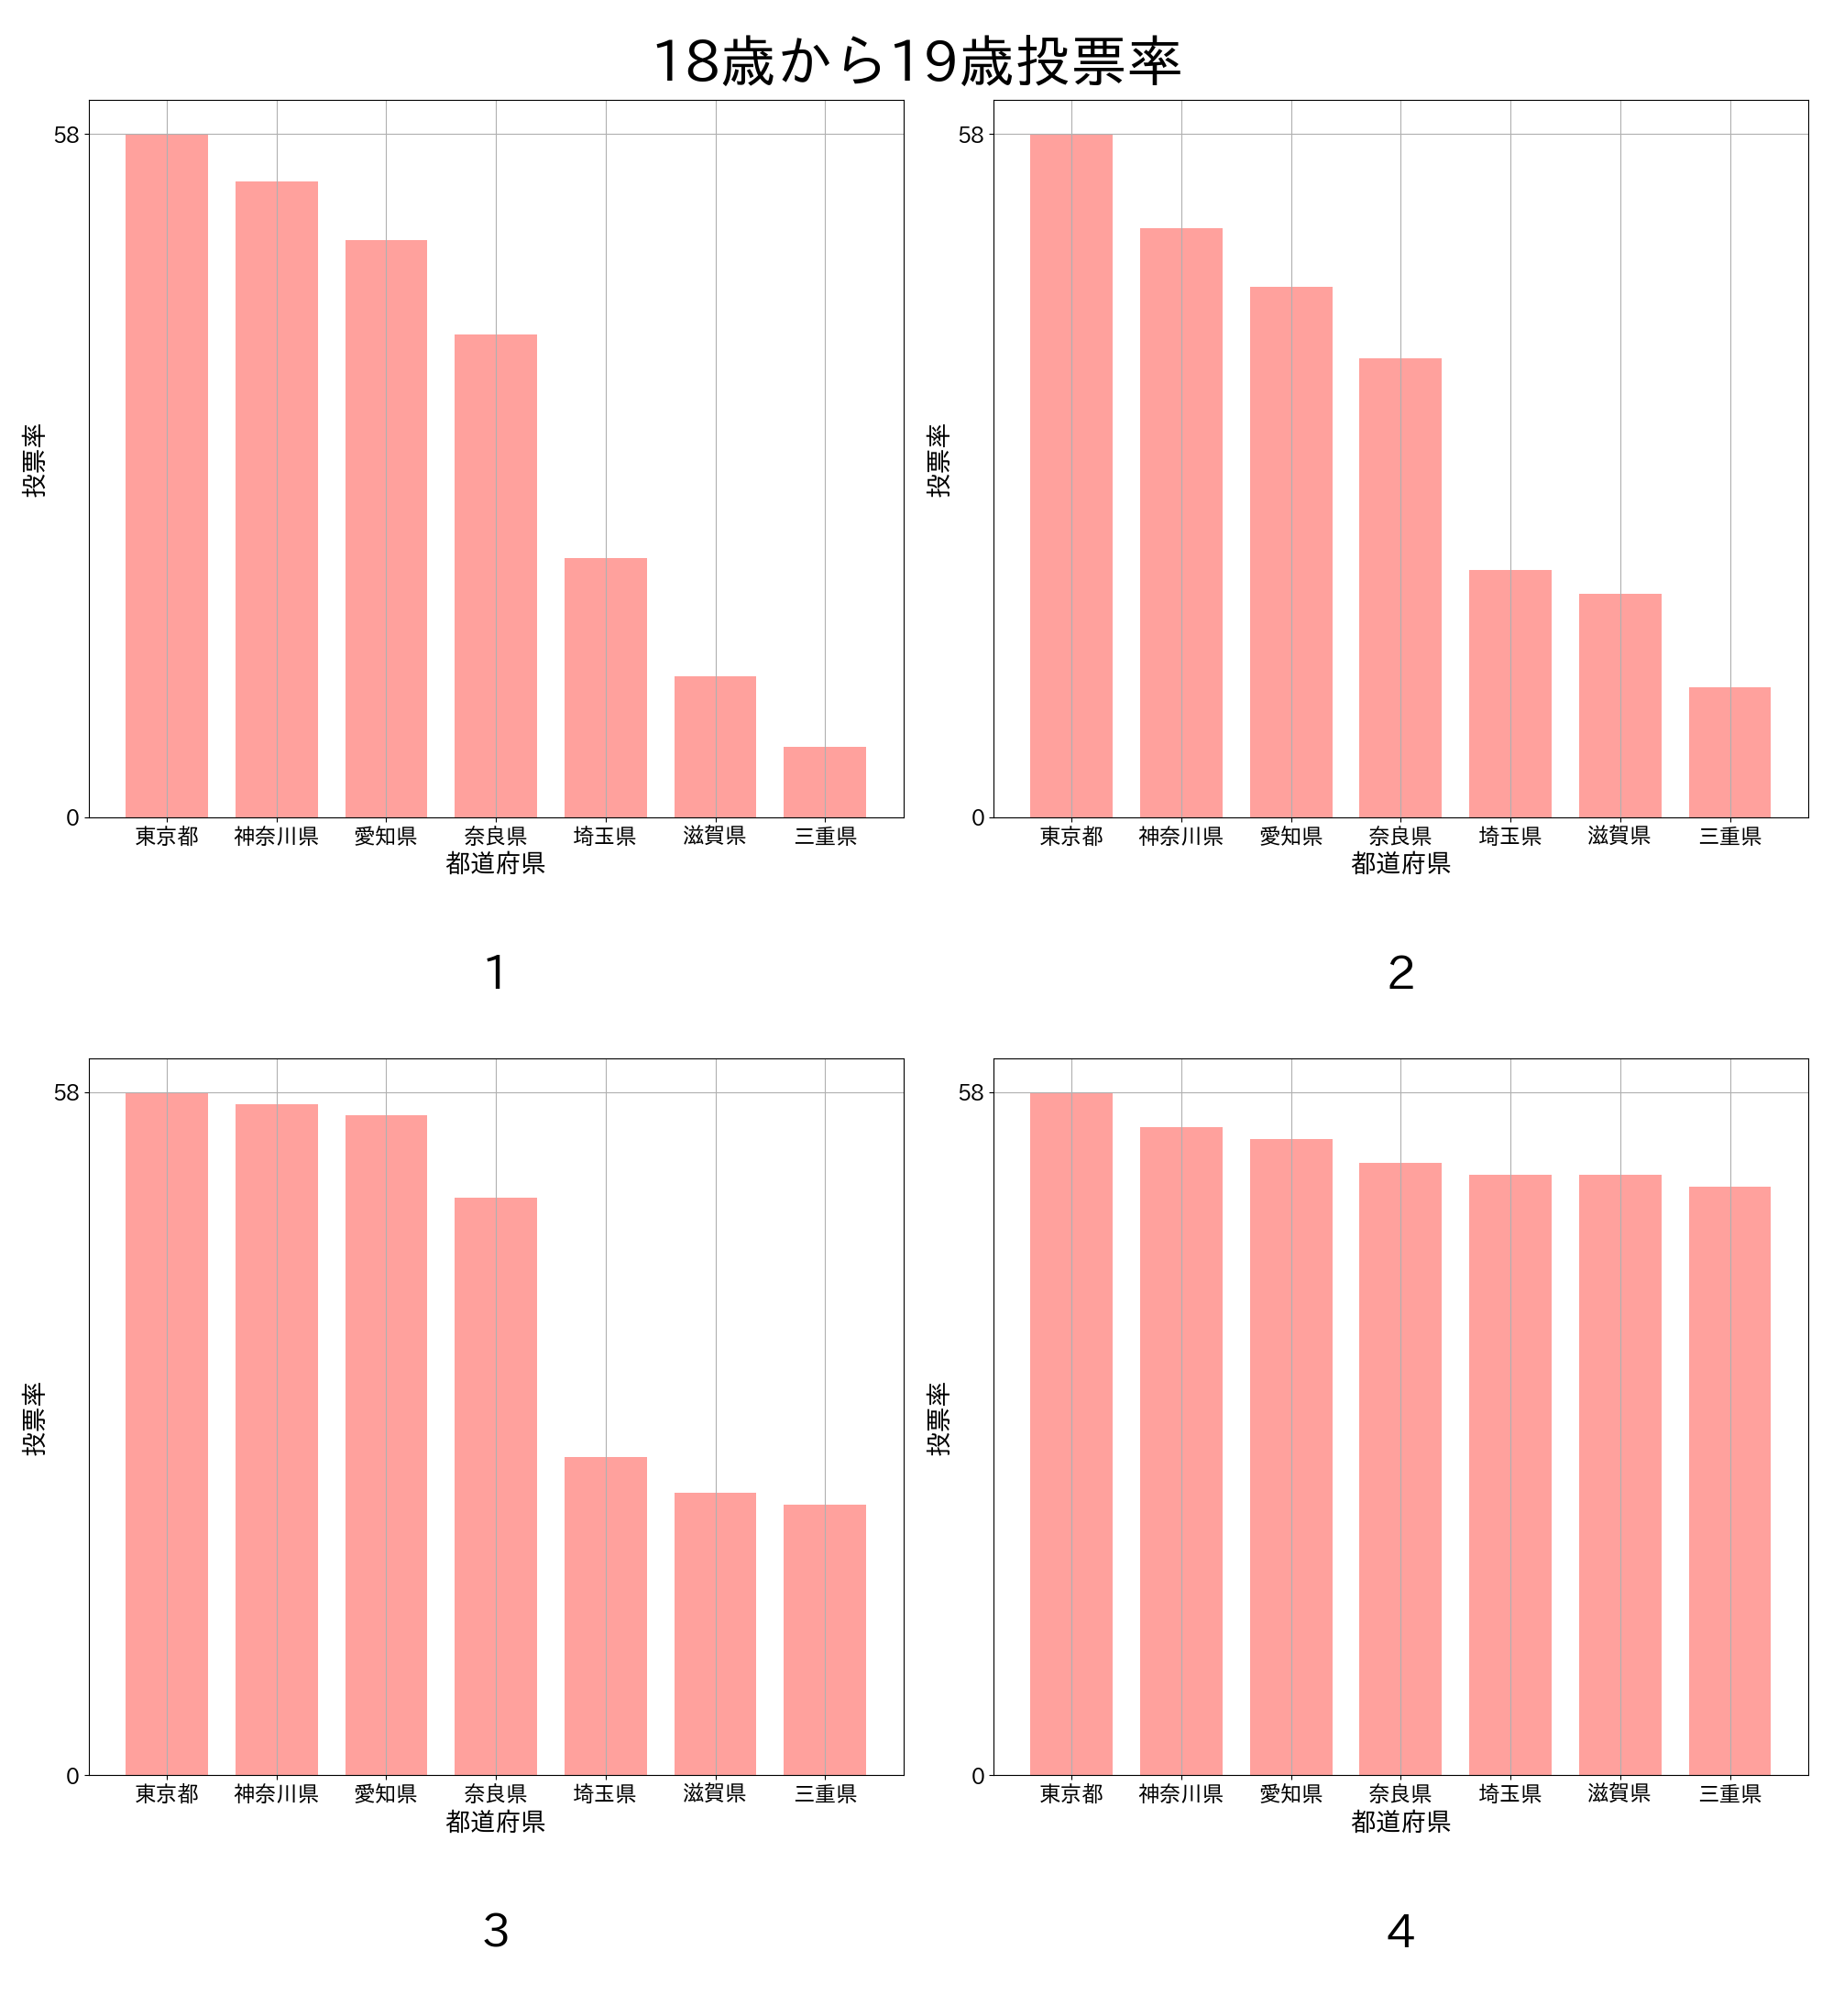 18歳から19歳投票率
58
0
投票率
東京都 神奈川県 愛知県 奈良県 埼玉県 滋賀県 三重県
都道府県
1
58
0
投票率
東京都 神奈川県 愛知県 奈良県 埼玉県 滋賀県 三重県
都道府県
2
58
0
投票率
東京都 神奈川県 愛知県 奈良県 埼玉県 滋賀県 三重県
都道府県
3
58
0
投票率
東京都 神奈川県 愛知県 奈良県 埼玉県 滋賀県 三重県
都道府県
4